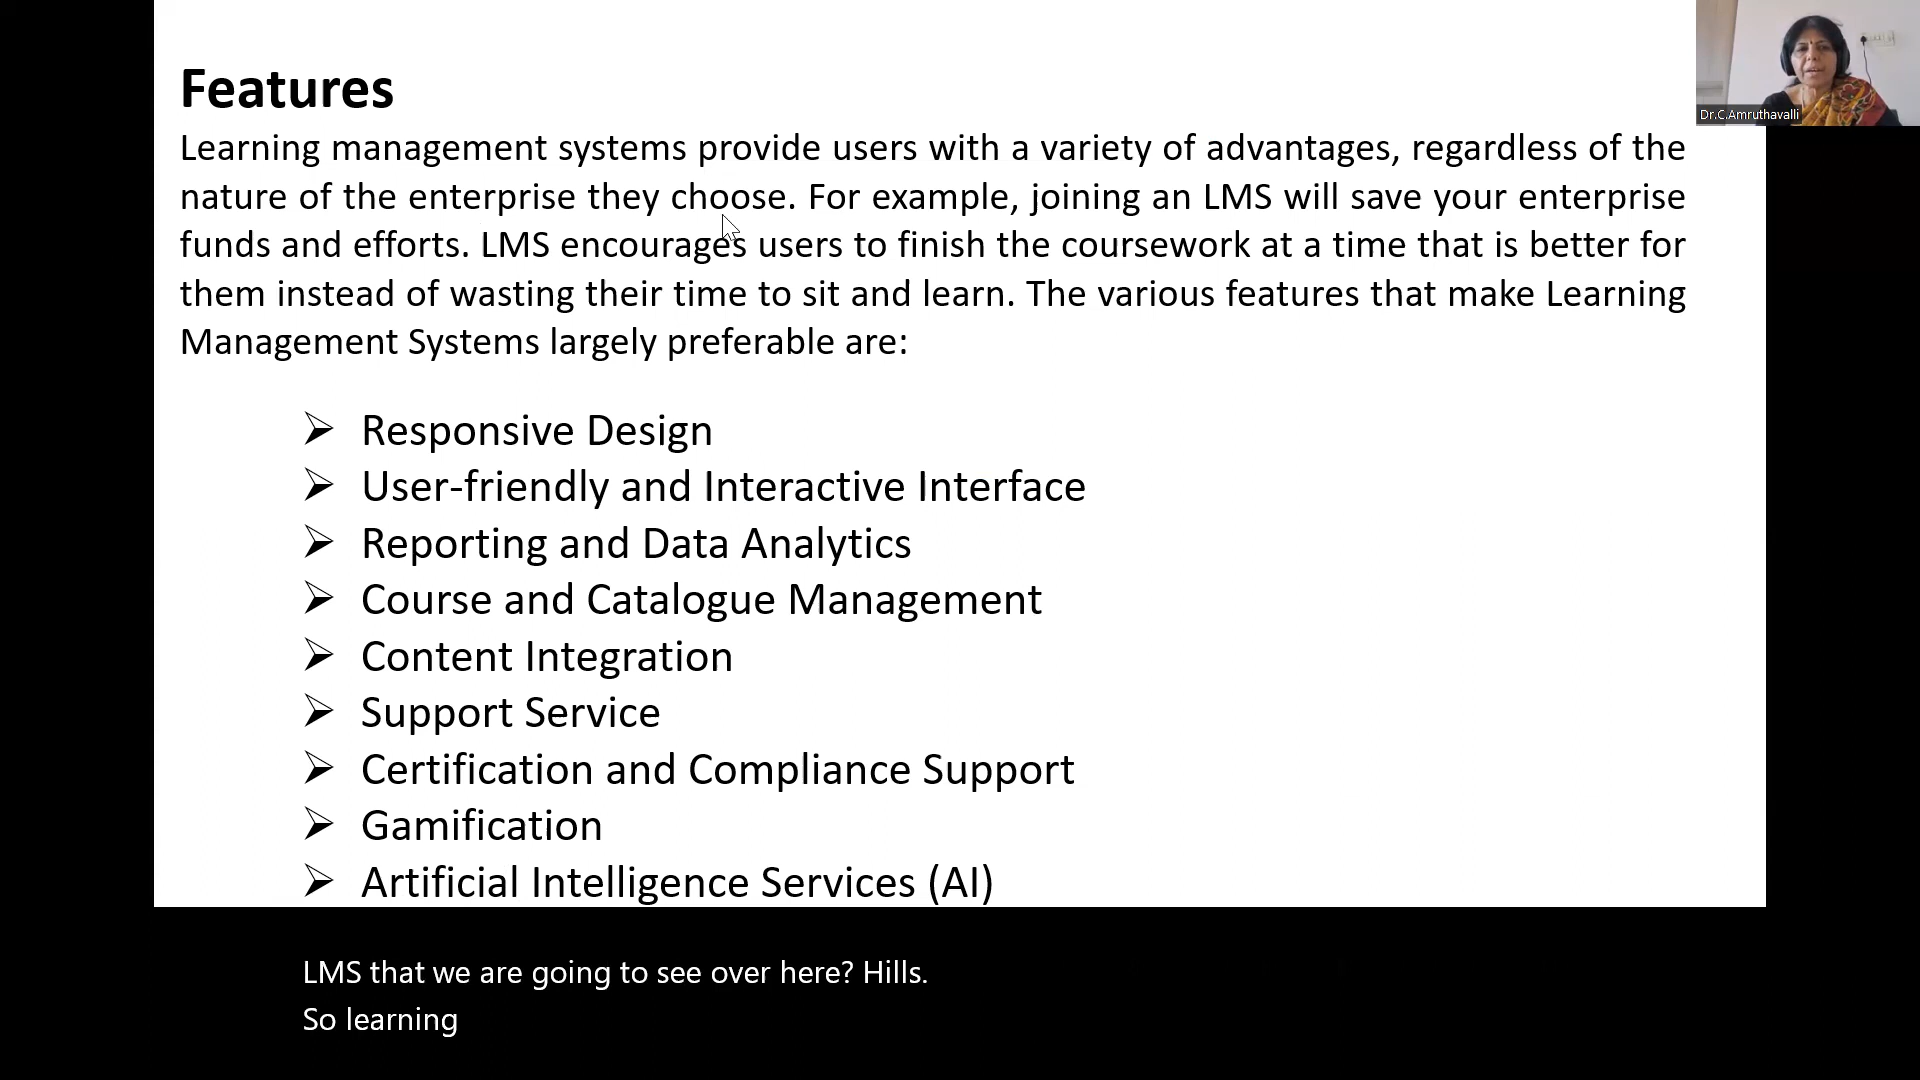 Features
Learning management systems provide users with a variety of advantages, regardless of the
nature of the enterprise they choose. For example, joining an LMS will save your enterprise
funds and efforts. LMS encourages users to finish the coursework at a time that is better for
them instead of wasting their time to sit and learn. The various features that make Learning
Management Systems largely preferable are:
➢ Responsive Design
➢ User-friendly and Interactive Interface
➢ Reporting and Data Analytics
➢ Course and Catalogue Management
➢ Content Integration
➢ Support Service
➢ Certification and Compliance Support
➢ Gamification
➢ Artificial Intelligence Services (AI)
Dr.C.Amruthavalli
LMS that we are going to see over here? Hills.
So learning